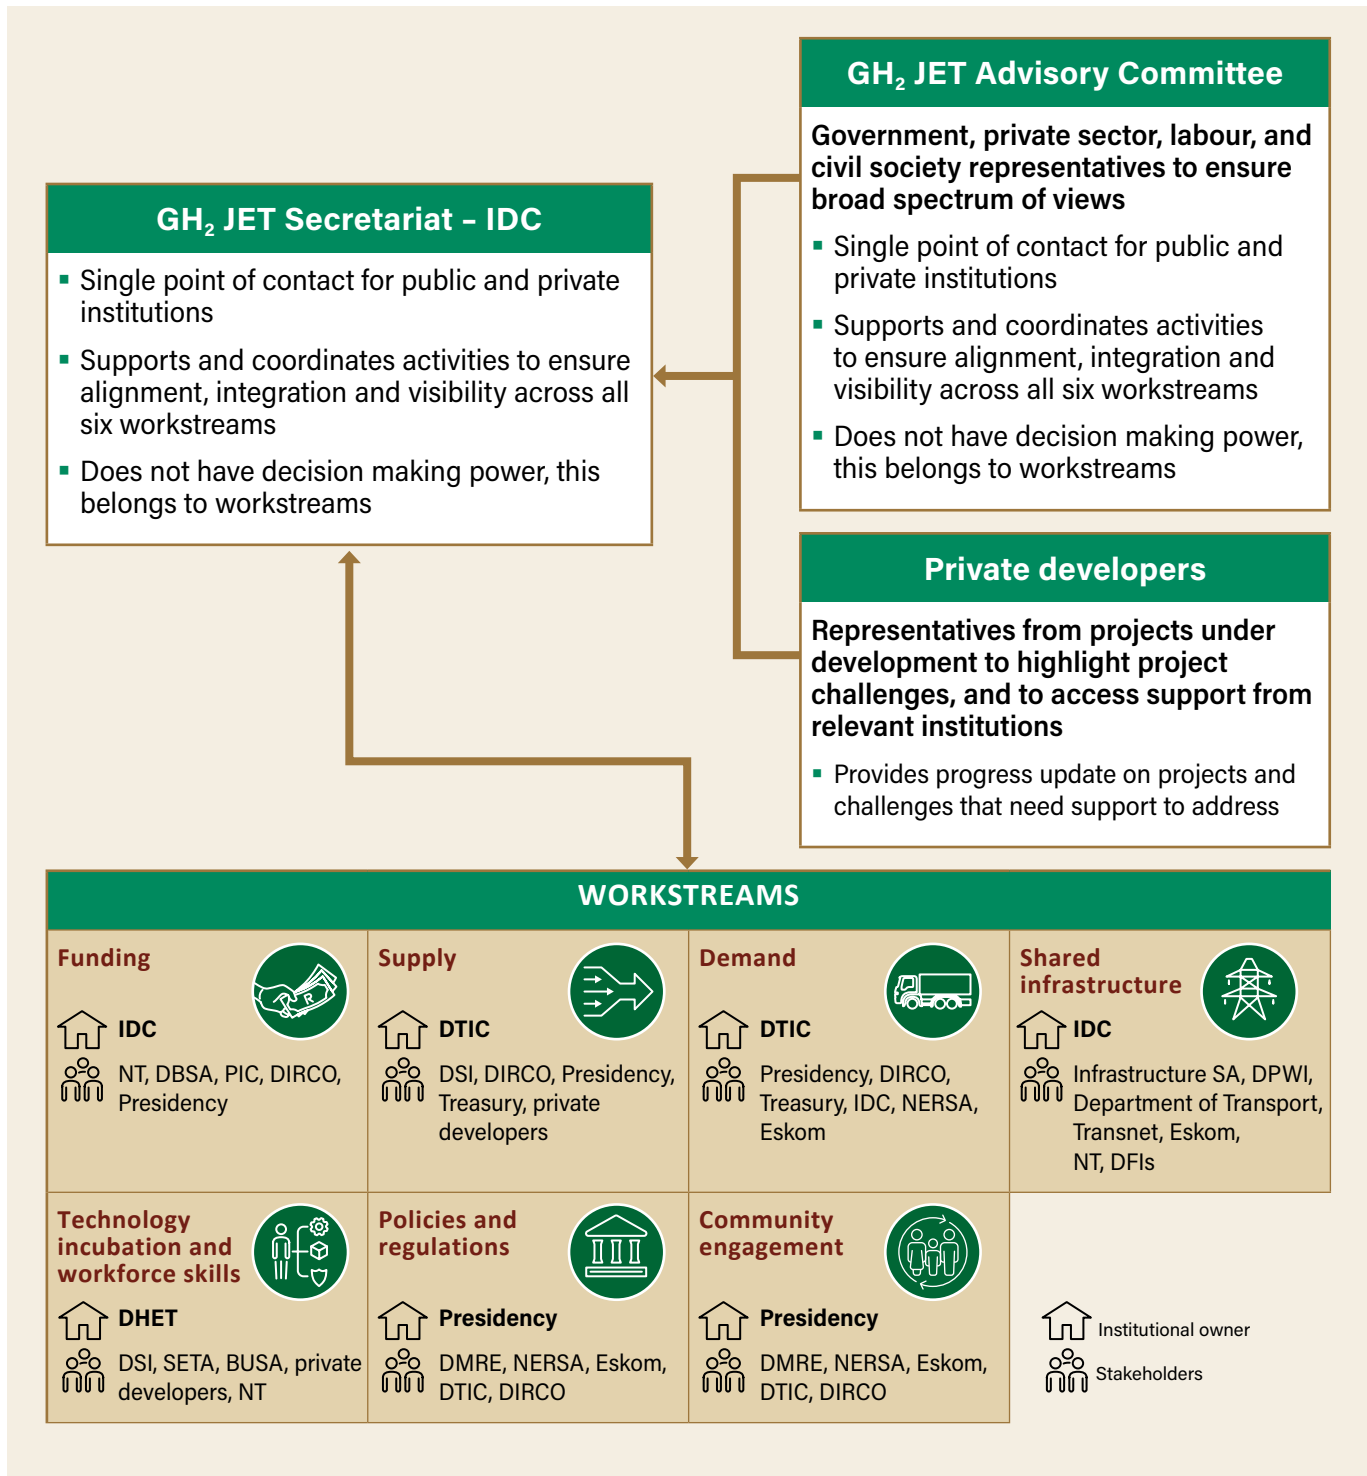 GH₂ JET Advisory Committee
Government, private sector, labour, and
civil society representatives to ensure
broad spectrum of views
▪ Single point of contact for public and
private institutions
▪ Supports and coordinates activities
to ensure alignment, integration and
visibility across all six workstreams
▪ Does not have decision making power,
this belongs to workstreams
GH₂ JET Secretariat – IDC
▪ Single point of contact for public and private
institutions
▪ Supports and coordinates activities to ensure
alignment, integration and visibility across all
six workstreams
▪ Does not have decision making power, this
belongs to workstreams
Private developers
Representatives from projects under
development to highlight project
challenges, and to access support from
relevant institutions
▪ Provides progress update on projects and
challenges that need support to address
WORKSTREAMS
Funding
R
IDC
NT, DBSA, PIC, DIRCO,
Presidency
Supply
DTIC
DSI, DIRCO, Presidency,
Treasury, private
developers
Demand
DTIC
Presidency, DIRCO,
Treasury, IDC, NERSA,
Eskom
Shared
infrastructure
IDC
Infrastructure SA, DPWI,
Department of Transport,
Transnet, Eskom,
NT, DFIs
Technology
incubation and
workforce skills
DHET
DSI, SETA, BUSA, private
developers, NT
Policies and
regulations
Presidency
DMRE, NERSA, Eskom,
DTIC, DIRCO
Community
engagement
Presidency
DMRE, NERSA, Eskom,
DTIC, DIRCO
Institutional owner
Stakeholders